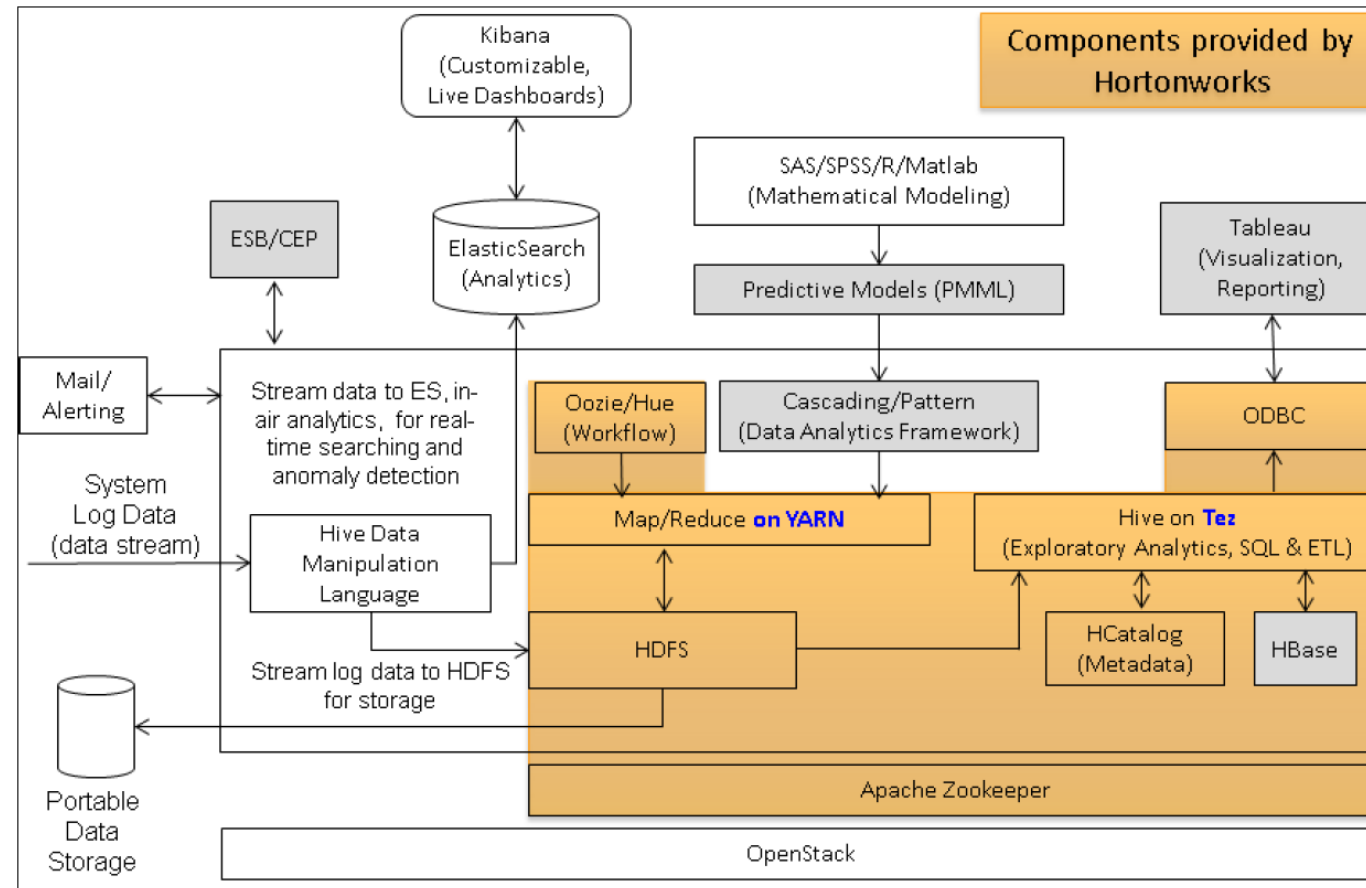 Kibana
(Customizable,
Live Dashboards)
Components provided by
Hortonworks
SAS/SPSS/R/Matlab
(Mathematical Modeling)
ESB/CEP
ElasticSearch
(Analytics)
Tableau
(Visualization,
Reporting)
Predictive Models (PMML)
Mail/
Alerting
Stream data to ES, in-
air analytics, for real-
time searching and
anomaly detection
Oozie/Hue
(Workflow)
Cascading/Pattern
(Data Analytics Framework)
ODBC
System
Log Data
(data stream)
Hive Data
Manipulation
Language
Map/Reduce on YARN
Hive on Tez
(Exploratory Analytics, SQL & ETL)
HDFS
HCatalog
(Metadata)
HBase
Stream log data to HDFS
for storage
Portable
Data
Storage
Apache Zookeeper
OpenStack